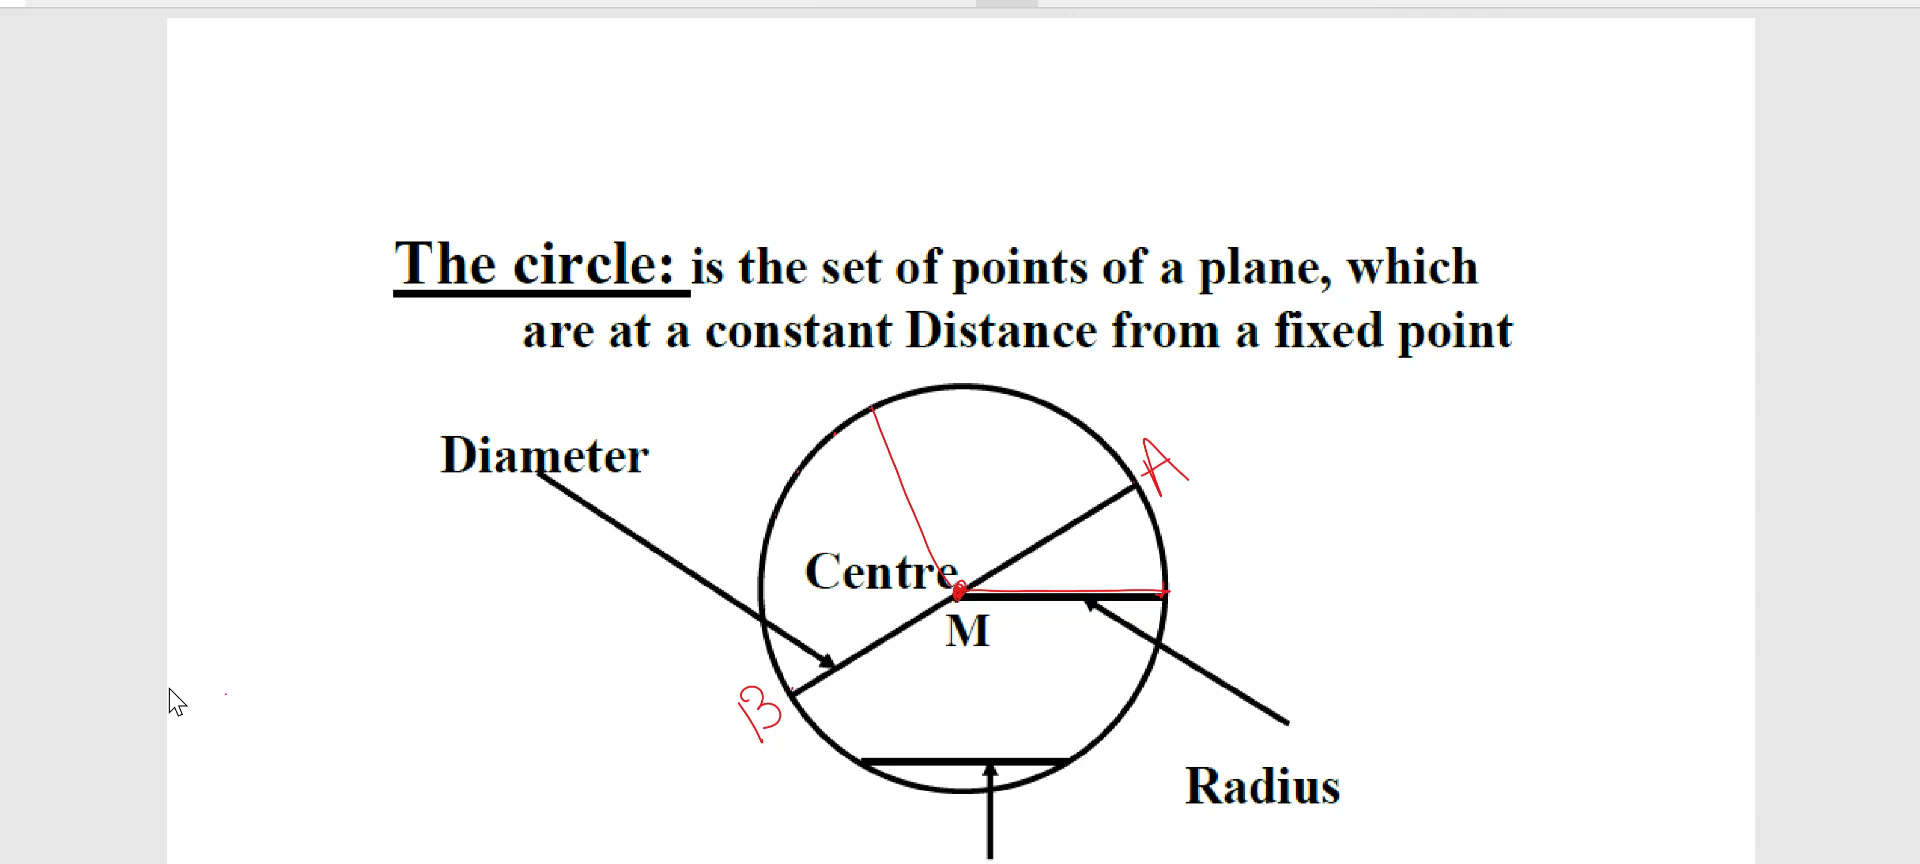 The circle: is the set of points of a plane, which
are at a constant Distance from a fixed point
Diameter
A
Centre
M
B
Radius